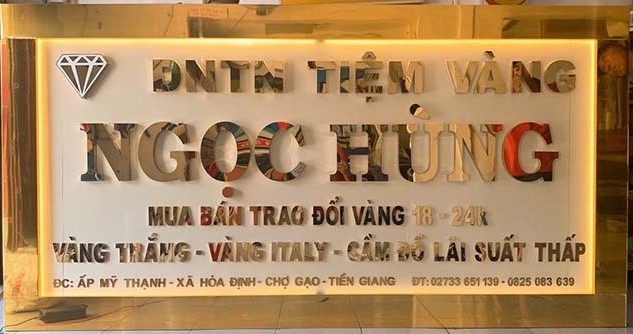 DNTN TIỆM VÀNG
NGỌC HÙNG
MUA BÁN TRAO ĐỔI VÀNG 18 - 24k
VÀNG TRẮNG - VÀNG ITALY - CẦM ĐỒ LÃI SUẤT THẤP
ĐC: ẤP MỸ THẠNH - XÃ HÒA ĐỊNH - CHỢ GẠO - TIỀN GIANG ĐT: 02733 651 139 - 0825 083 639